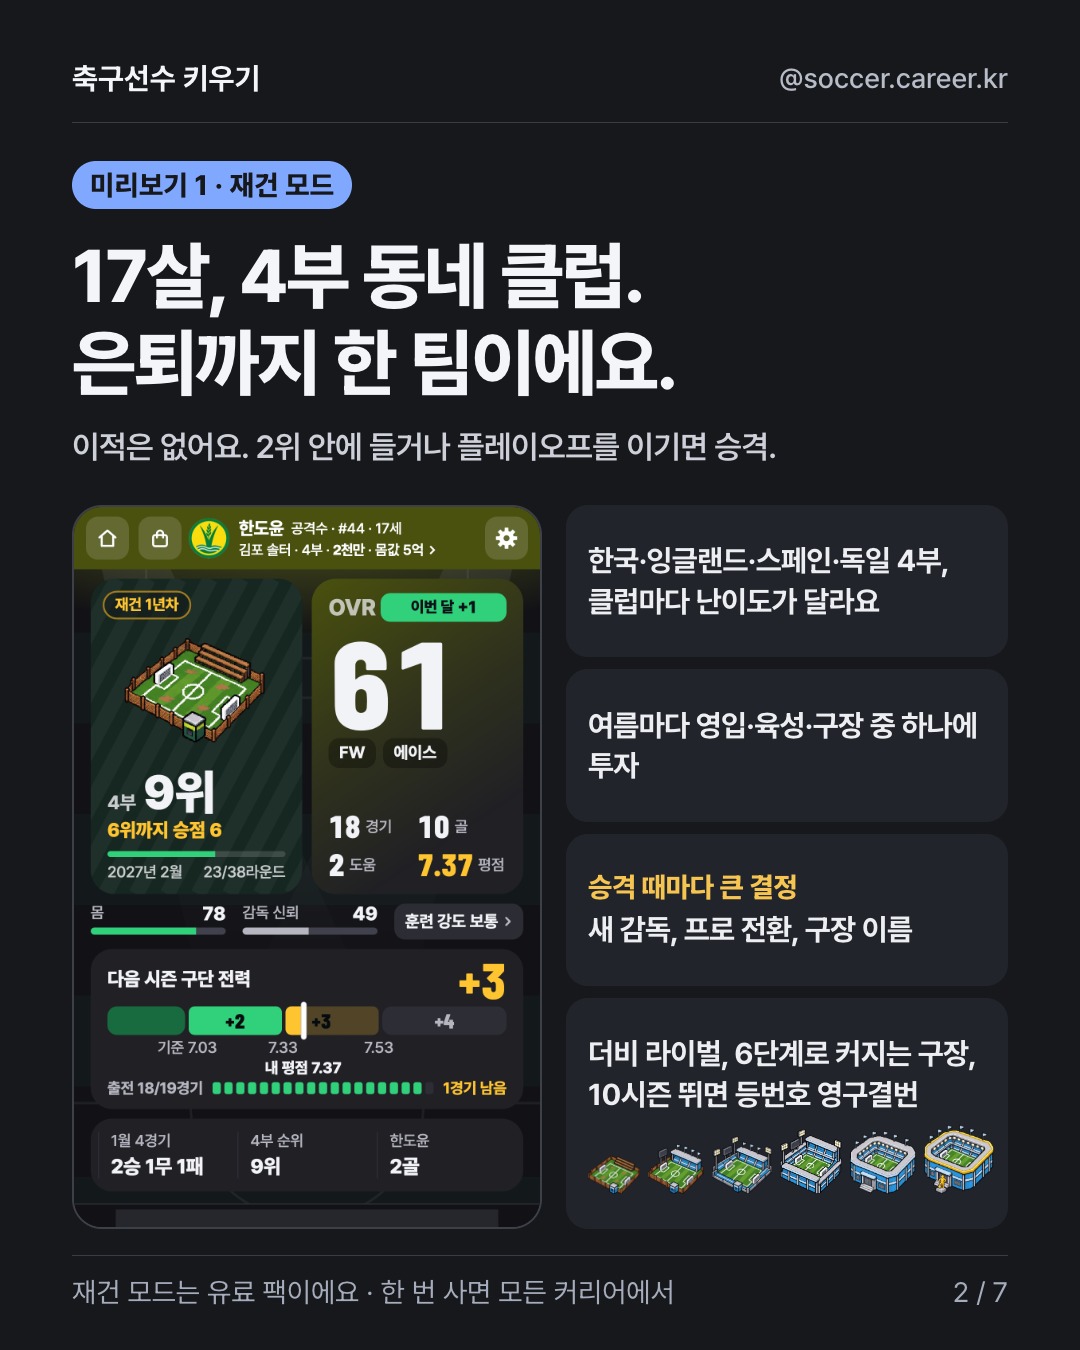 축구선수 키우기
@soccer.career.kr
미리보기 1 · 재건 모드
17살, 4부 동네 클럽.
은퇴까지 한 팀이에요.
이적은 없어요. 2위 안에 들거나 플레이오프를 이기면 승격.
한도윤 공격수 · #44 · 17세
김포 솔터 · 4부 · 2천만 · 몸값 5억 >
재건 1년차
4부 9위
6위까지 승점 6
2027년 2월 23/38라운드
OVR 이번 달 +1
61
FW 에이스
18 경기 10 골
2 도움 7.37 평점
몸 78 감독 신뢰 49 훈련 강도 보통 >
다음 시즌 구단 전력 +3
+2 +3 +4
기준 7.03 7.33 7.53
내 평점 7.37
출전 18/19경기 1경기 남음
1월 4경기 4부 순위 한도윤
2승 1무 1패 9위 2골
한국·잉글랜드·스페인·독일 4부,
클럽마다 난이도가 달라요
여름마다 영입·육성·구장 중 하나에
투자
승격 때마다 큰 결정
새 감독, 프로 전환, 구장 이름
더비 라이벌, 6단계로 커지는 구장,
10시즌 뛰면 등번호 영구결번
재건 모드는 유료 팩이에요 · 한 번 사면 모든 커리어에서
2 / 7